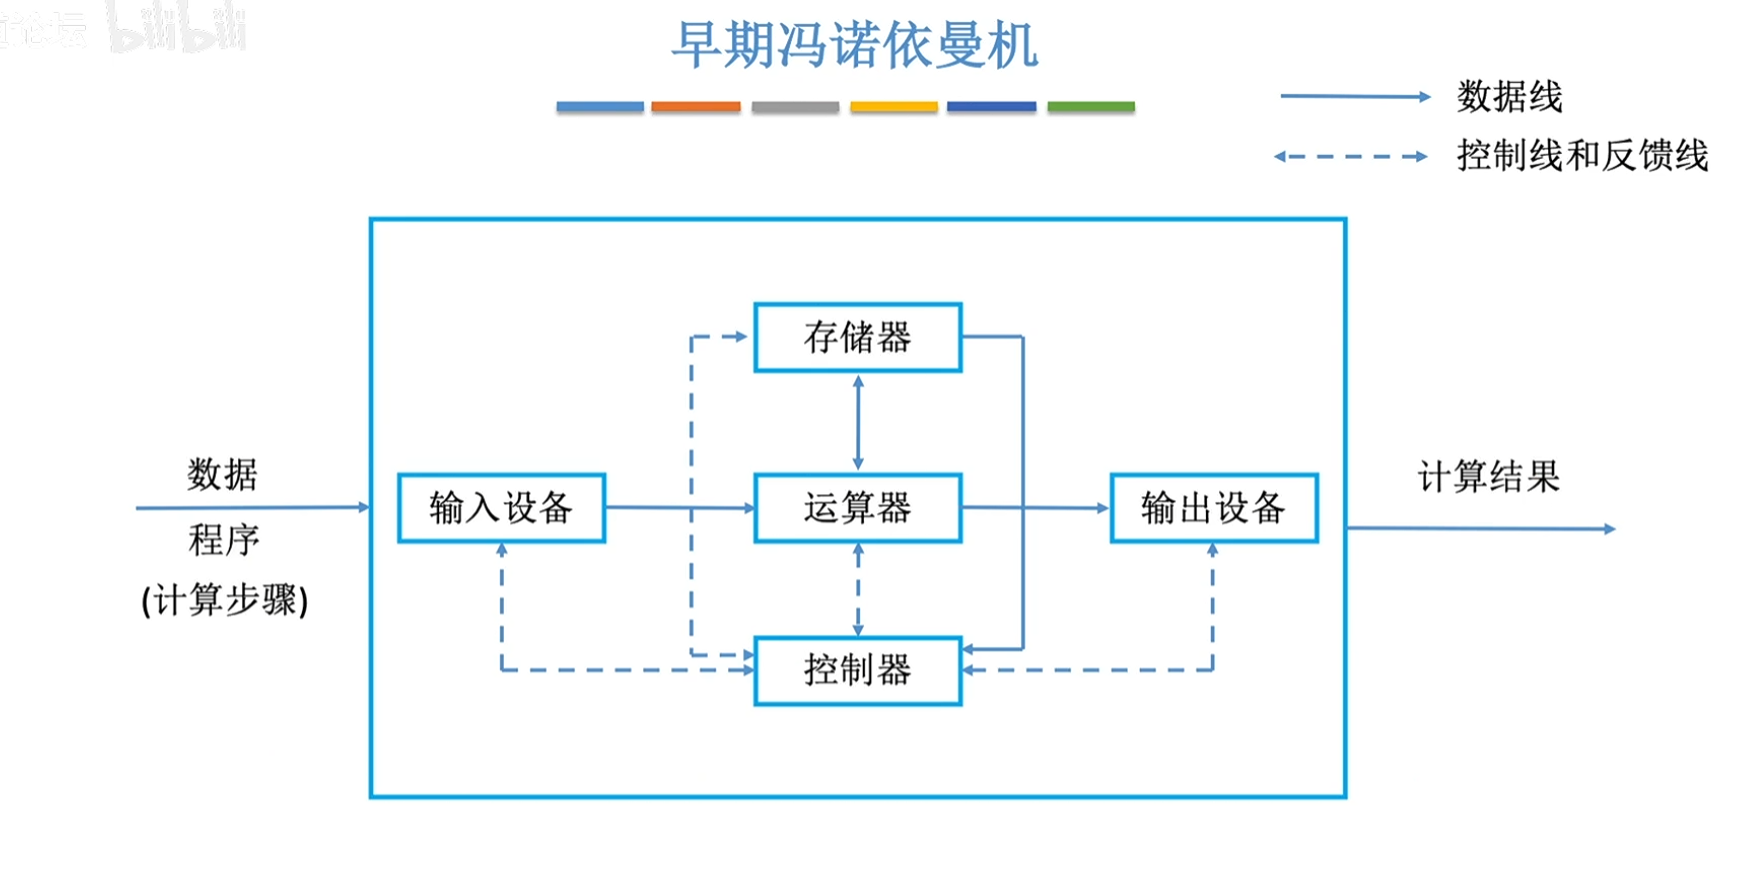 bilibili
早期冯诺依曼机
数据线
控制线和反馈线
存储器
数据
程序
(计算步骤)
输入设备
运算器
输出设备
计算结果
控制器